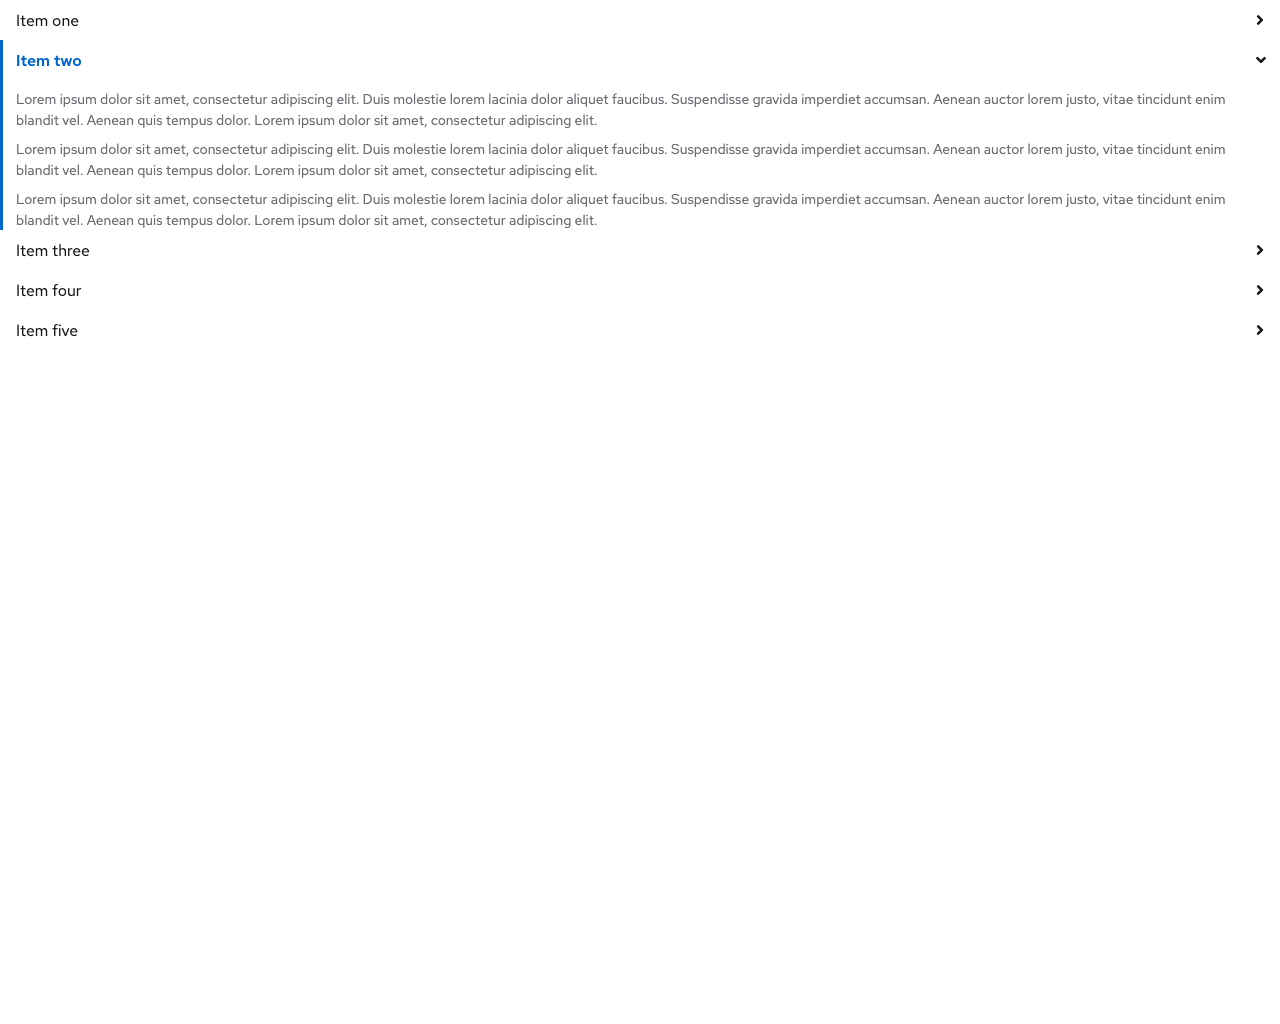 Item one
Item two
Lorem ipsum dolor sit amet, consectetur adipiscing elit. Duis molestie lorem lacinia dolor aliquet faucibus. Suspendisse gravida imperdiet accumsan. Aenean auctor lorem justo, vitae tincidunt enim
blandit vel. Aenean quis tempus dolor. Lorem ipsum dolor sit amet, consectetur adipiscing elit.
Lorem ipsum dolor sit amet, consectetur adipiscing elit. Duis molestie lorem lacinia dolor aliquet faucibus. Suspendisse gravida imperdiet accumsan. Aenean auctor lorem justo, vitae tincidunt enim
blandit vel. Aenean quis tempus dolor. Lorem ipsum dolor sit amet, consectetur adipiscing elit.
Lorem ipsum dolor sit amet, consectetur adipiscing elit. Duis molestie lorem lacinia dolor aliquet faucibus. Suspendisse gravida imperdiet accumsan. Aenean auctor lorem justo, vitae tincidunt enim
blandit vel. Aenean quis tempus dolor. Lorem ipsum dolor sit amet, consectetur adipiscing elit.
Item three
Item four
Item five